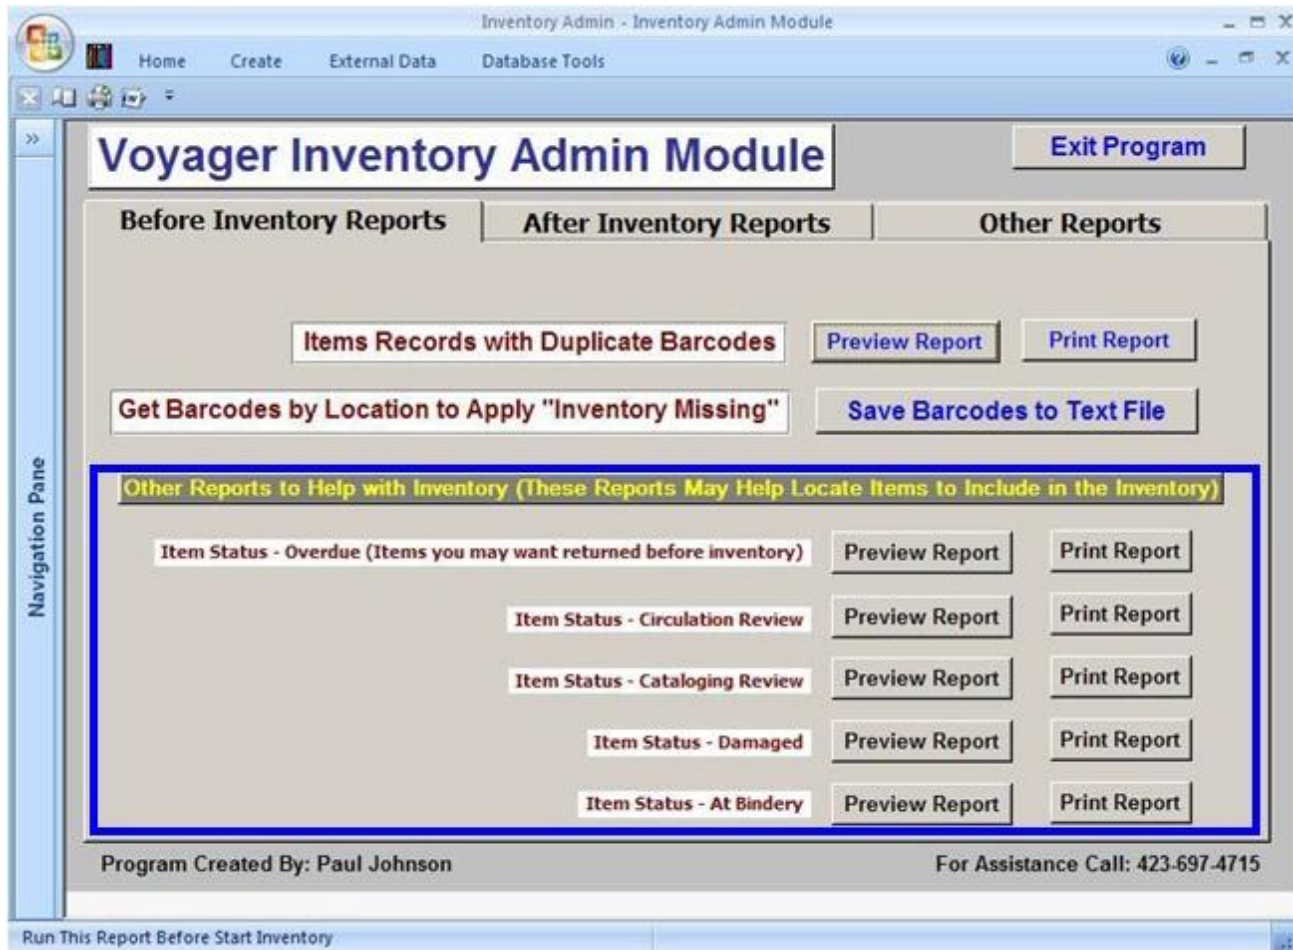 Inventory Admin - Inventory Admin Module
Home Create External Data Database Tools
Voyager Inventory Admin Module Exit Program
Before Inventory Reports After Inventory Reports Other Reports
Items Records with Duplicate Barcodes Preview Report Print Report
Get Barcodes by Location to Apply "Inventory Missing" Save Barcodes to Text File
Other Reports to Help with Inventory (These Reports May Help Locate Items to Include in the Inventory)
Item Status - Overdue (Items you may want returned before inventory) Preview Report Print Report
Item Status - Circulation Review Preview Report Print Report
Item Status - Cataloging Review Preview Report Print Report
Item Status - Damaged Preview Report Print Report
Item Status - At Bindery Preview Report Print Report
Navigation Pane
Program Created By: Paul Johnson For Assistance Call: 423-697-4715
Run This Report Before Start Inventory